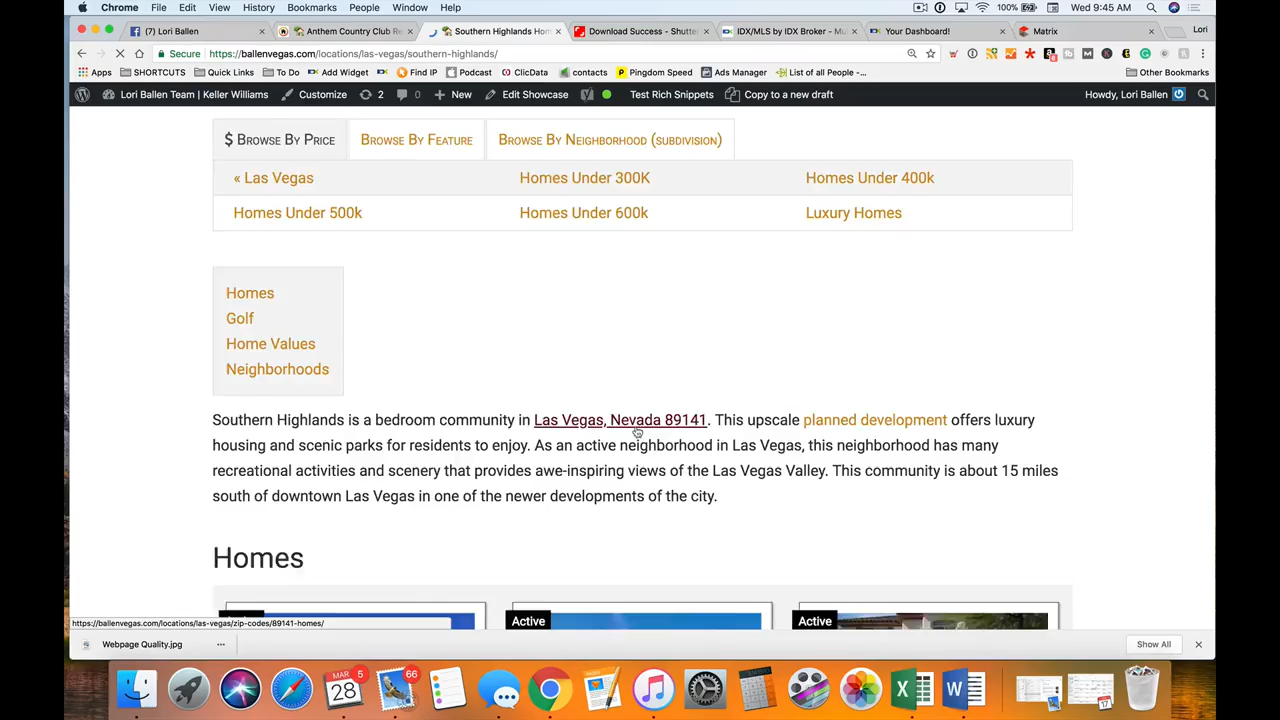 Chrome File Edit View History Bookmarks People Window Help 100% Wed 9:45 AM
(7) Lori Ballen × Anthem Country Club Re × Southern Highlands Hom × Download Success - Shutte × IDX/MLS by IDX Broker - Mu × Your Dashboard! × Matrix × Lori
Secure https://ballenvegas.com/locations/las-vegas/southern-highlands/
Apps SHORTCUTS Quick Links To Do Add Widget Find IP Podcast ClicData contacts Pingdom Speed Ads Manager List of all People -... Other Bookmarks
Lori Ballen Team | Keller Williams Customize 2 0 New Edit Showcase Test Rich Snippets Copy to a new draft Howdy, Lori Ballen
$ Browse By Price Browse By Feature Browse By Neighborhood (subdivision)
« Las Vegas Homes Under 300K Homes Under 400k
Homes Under 500k Homes Under 600k Luxury Homes
Homes
Golf
Home Values
Neighborhoods
Southern Highlands is a bedroom community in Las Vegas, Nevada 89141. This upscale planned development offers luxury
housing and scenic parks for residents to enjoy. As an active neighborhood in Las Vegas, this neighborhood has many
recreational activities and scenery that provides awe-inspiring views of the Las Vegas Valley. This community is about 15 miles
south of downtown Las Vegas in one of the newer developments of the city.
Homes
Active Active
https://ballenvegas.com/locations/las-vegas/zip-codes/89141-homes/
Webpage Quality.jpg ... Show All ×
MAR 28 5 66 17